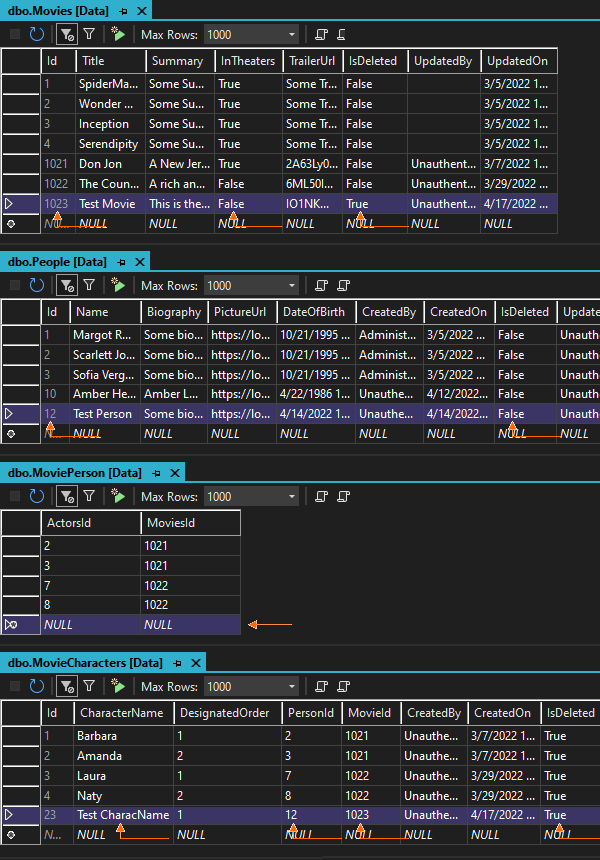 dbo.Movies [Data]
Max Rows: 1000
Id Title Summary InTheaters TrailerUrl IsDeleted UpdatedBy UpdatedOn
1 SpiderMa... Some Su... True Some Tr... False 3/5/2022 1...
2 Wonder ... Some Su... True Some Tr... False 3/5/2022 1...
3 Inception Some Su... True Some Tr... False 3/5/2022 1...
4 Serendipity Some Su... True Some Tr... False 3/5/2022 1...
1021 Don Jon A New Jer... True 2A63Ly0... False Unauthent... 3/7/2022 1...
1022 The Coun... A rich an... False 6ML50I... False Unauthent... 3/29/2022 ...
1023 Test Movie This is the... False IO1NK... True Unauthent... 4/17/2022 ...
NU... NULL NULL NULL NULL NULL NULL NULL
dbo.People [Data]
Max Rows: 1000
Id Name Biography PictureUrl DateOfBirth CreatedBy CreatedOn IsDeleted Update
1 Margot R... Some bio... https://lo... 10/21/1995 ... Administ... 3/5/2022 ... False Unauth
2 Scarlett Jo... Some bio... https://lo... 10/21/1995 ... Administ... 3/5/2022 ... False Unauth
3 Sofia Verg... Some bio... https://lo... 10/21/1995 ... Administ... 3/5/2022 ... False Unauth
10 Amber He... Amber L... https://lo... 4/22/1986 1... Unauthe... 4/12/2022 ... False Unauth
12 Test Person Some bio... https://lo... 4/14/2022 1... Unauthe... 4/14/2022 ... False Unauth
N... NULL NULL NULL NULL NULL NULL NULL NULL
dbo.MoviePerson [Data]
Max Rows: 1000
ActorsId MoviesId
2 1021
3 1021
7 1022
8 1022
NULL NULL
dbo.MovieCharacters [Data]
Max Rows: 1000
Id CharacterName DesignatedOrder PersonId MovieId CreatedBy CreatedOn IsDeleted
1 Barbara 1 2 1021 Unauthe... 3/7/2022 1... True
2 Amanda 2 3 1021 Unauthe... 3/7/2022 1... True
3 Laura 1 7 1022 Unauthe... 3/29/2022 ... True
4 Naty 2 8 1022 Unauthe... 3/29/2022 ... True
23 Test CharacName 1 12 1023 Unauthe... 4/17/2022 ... True
N... NULL NULL NULL NULL NULL NULL NULL